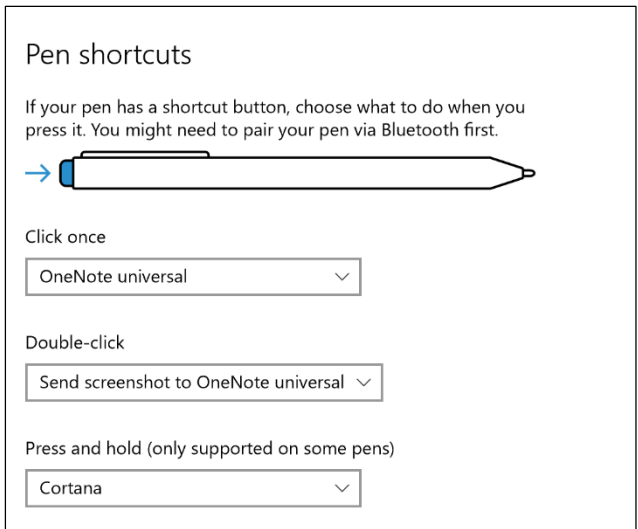 Pen shortcuts
If your pen has a shortcut button, choose what to do when you
press it. You might need to pair your pen via Bluetooth first.
Click once
OneNote universal
Double-click
Send screenshot to OneNote universal
Press and hold (only supported on some pens)
Cortana